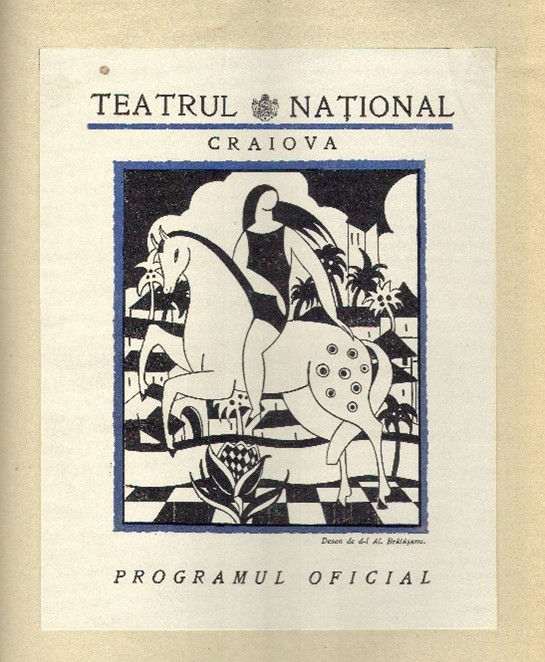 TEATRUL NAȚIONAL
CRAIOVA
Desen de d-l Al. Brătășanu.
PROGRAMUL OFICIAL